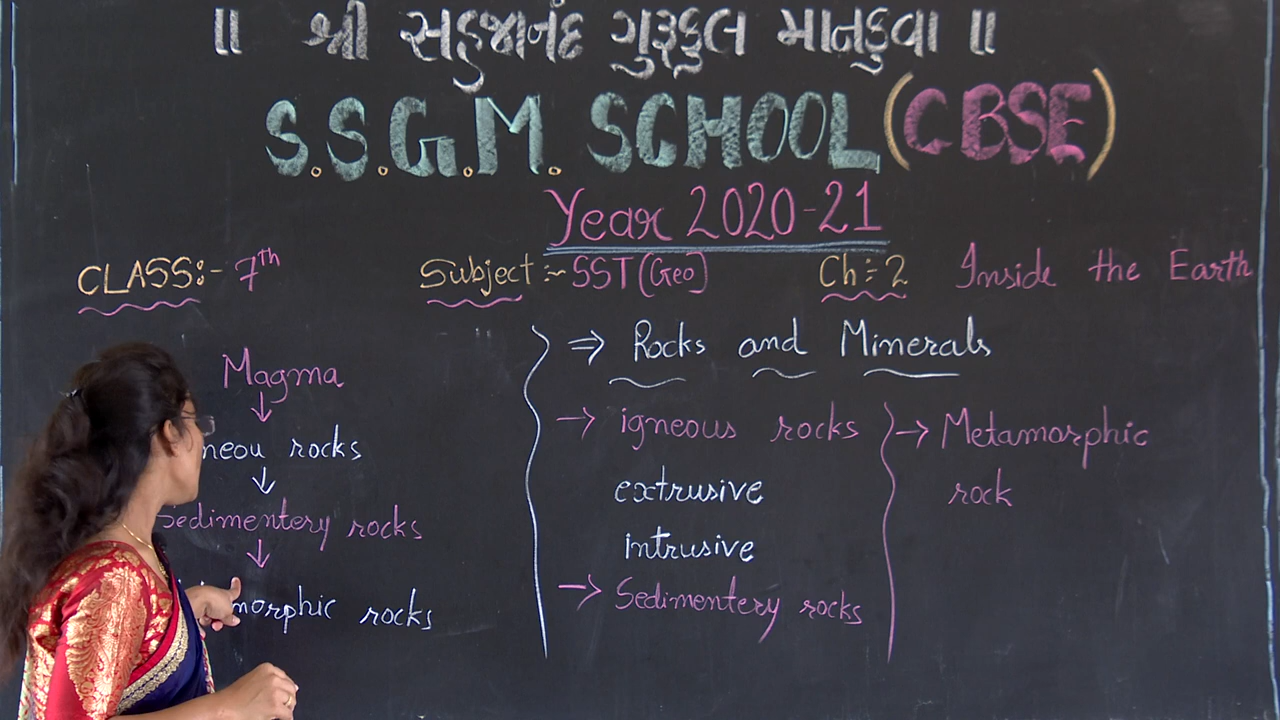 ॥ શ્રી સહજાનંદ ગુરૂકુલ માનકુવા ॥
S.S.G.M. SCHOOL (CBSE)
Year 2020-21
CLASS:- 7th Subject :- SST (Geo) Ch :- 2 Inside the Earth
Magma
↓
neou rocks
↓
Sedimentery rocks
↓
morphic rocks
⇒ Rocks and Minerals
→ igneous rocks
extrusive
intrusive
→ Sedimentery rocks
→ Metamorphic
rock